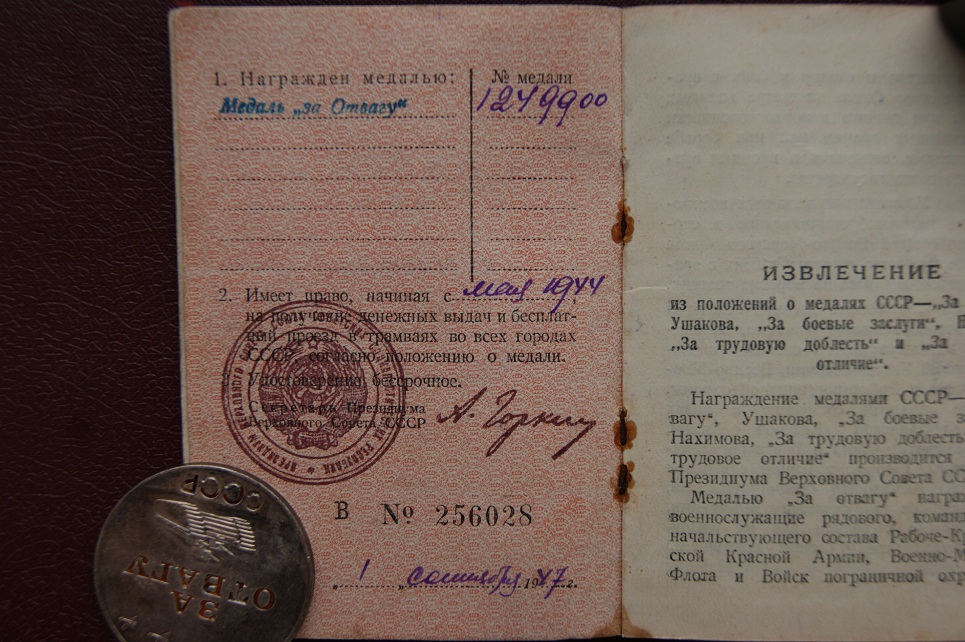 1. Награжден медалью:
№ медали
Медаль „за Отвагу“
1249900
2. Имеет право, начиная с мая 1944
на получение денежных выдач и бесплат-
ный проезд в трамваях во всех городах
СССР, согласно положению о медали.
Удостоверение бессрочное.
Секретарь Президиума
Верховного Совета СССР
А. Горкин
В № 256028
„ 1 „ сентября 1947 г.
СССР
ЗА
ОТВАГУ
ИЗВЛЕЧЕНИЕ
из положений о медалях СССР—„За
Ушакова, „За боевые заслуги“,
„За трудовую доблесть“ и „За
отличие“.
Награждение медалями СССР—
вагу“, Ушакова, „За боевые
Нахимова, „За трудовую доблесть
трудовое отличие“ производится
Президиума Верховного Совета СС
Медалью „За отвагу“ награ
военнослужащие рядового, команд
начальствующего состава Рабоче-Кр
ской Красной Армии, Военно-М
Флота и Войск пограничной охр